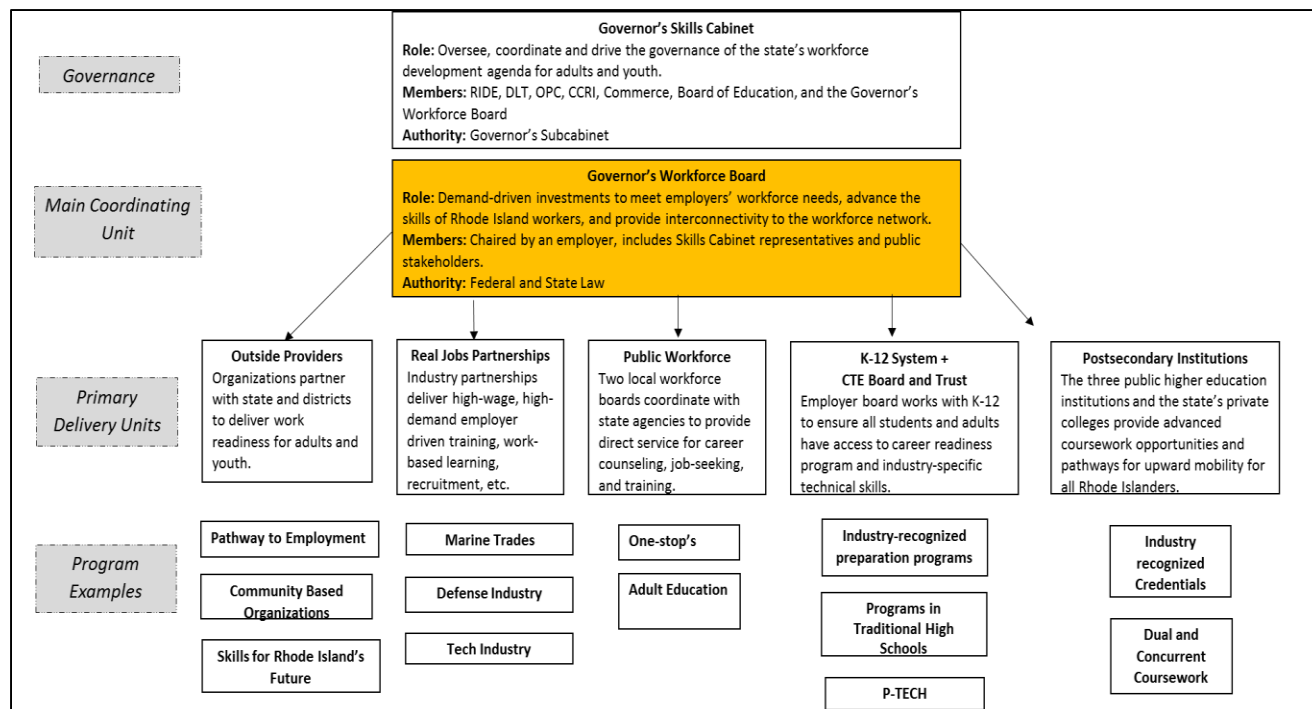 Governance
Governor's Skills Cabinet
Role: Oversee, coordinate and drive the governance of the state's workforce
development agenda for adults and youth.
Members: RIDE, DLT, OPC, CCRI, Commerce, Board of Education, and the Governor's
Workforce Board
Authority: Governor's Subcabinet
Main Coordinating
Unit
Governor's Workforce Board
Role: Demand-driven investments to meet employers' workforce needs, advance the
skills of Rhode Island workers, and provide interconnectivity to the workforce network.
Members: Chaired by an employer, includes Skills Cabinet representatives and public
stakeholders.
Authority: Federal and State Law
Primary
Delivery Units
Outside Providers
Organizations partner
with state and districts
to deliver work
readiness for adults and
youth.
Real Jobs Partnerships
Industry partnerships
deliver high-wage, high-
demand employer
driven training, work-
based learning,
recruitment, etc.
Public Workforce
Two local workforce
boards coordinate with
state agencies to provide
direct service for career
counseling, job-seeking,
and training.
K-12 System +
CTE Board and Trust
Employer board works with K-12
to ensure all students and adults
have access to career readiness
program and industry-specific
technical skills.
Postsecondary Institutions
The three public higher education
institutions and the state's private
colleges provide advanced
coursework opportunities and
pathways for upward mobility for
all Rhode Islanders.
Program
Examples
Pathway to Employment
Community Based
Organizations
Skills for Rhode Island's
Future
Marine Trades
Defense Industry
Tech Industry
One-stop's
Adult Education
Industry-recognized
preparation programs
Programs in
Traditional High
Schools
P-TECH
Industry
recognized
Credentials
Dual and
Concurrent
Coursework